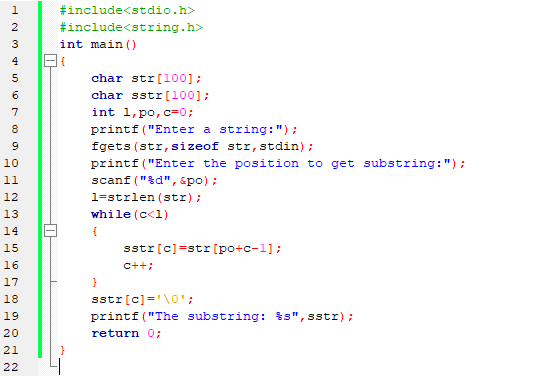 1 #include<stdio.h>
2 #include<string.h>
3 int main()
4 {
5 char str[100];
6 char sstr[100];
7 int l,po,c=0;
8 printf("Enter a string:");
9 fgets(str,sizeof str,stdin);
10 printf("Enter the position to get substring:");
11 scanf("%d",&po);
12 l=strlen(str);
13 while(c<l)
14 {
15 sstr[c]=str[po+c-1];
16 c++;
17 }
18 sstr[c]='\0';
19 printf("The substring: %s",sstr);
20 return 0;
21 }
22